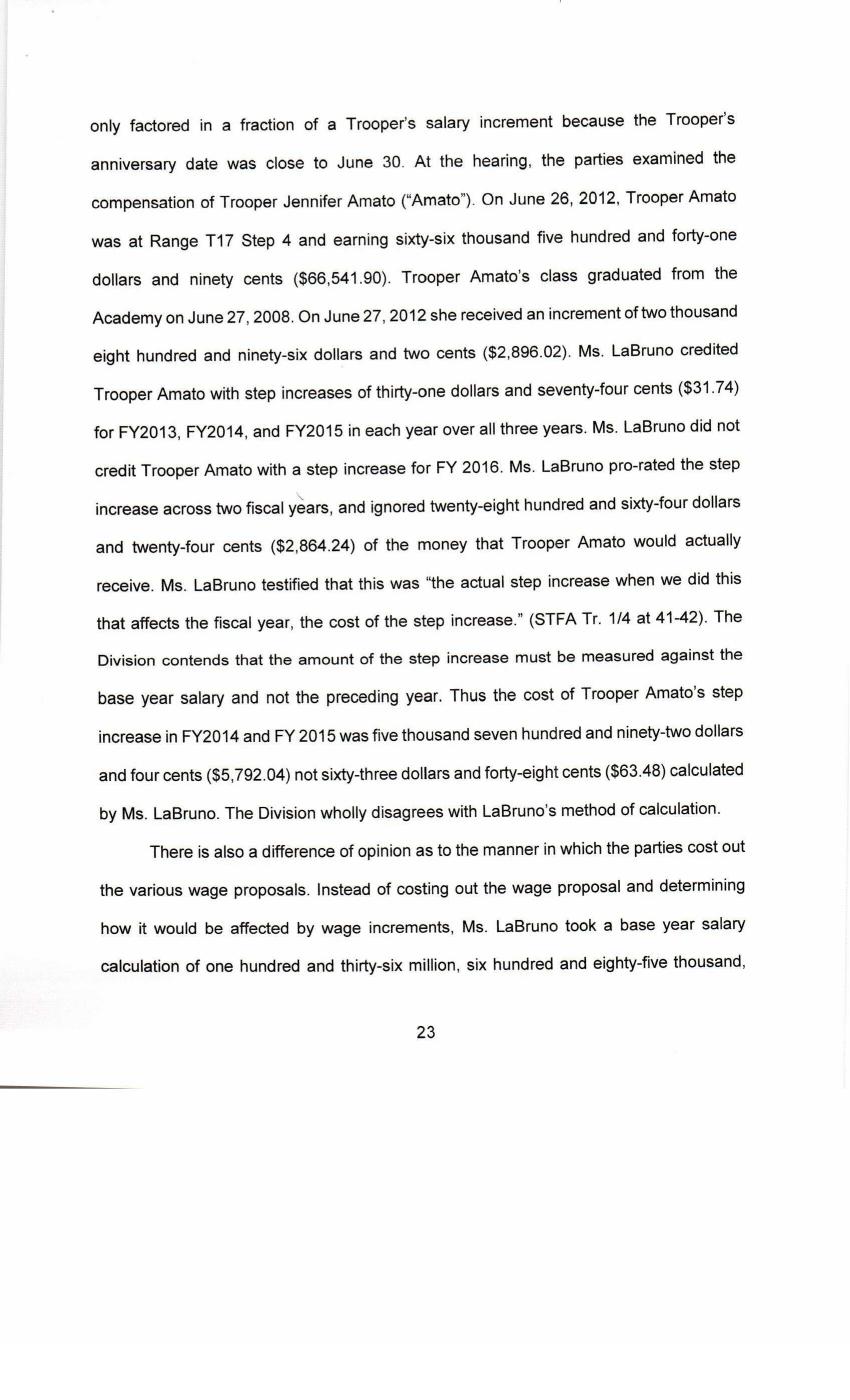 only factored in a fraction of a Trooper's salary increment because the Trooper's
anniversary date was close to June 30. At the hearing, the parties examined the
compensation of Trooper Jennifer Amato ("Amato"). On June 26, 2012, Trooper Amato
was at Range T17 Step 4 and earning sixty-six thousand five hundred and forty-one
dollars and ninety cents ($66,541.90). Trooper Amato's class graduated from the
Academy on June 27, 2008. On June 27, 2012 she received an increment of two thousand
eight hundred and ninety-six dollars and two cents ($2,896.02). Ms. LaBruno credited
Trooper Amato with step increases of thirty-one dollars and seventy-four cents ($31.74)
for FY2013, FY2014, and FY2015 in each year over all three years. Ms. LaBruno did not
credit Trooper Amato with a step increase for FY 2016. Ms. LaBruno pro-rated the step
increase across two fiscal years, and ignored twenty-eight hundred and sixty-four dollars
and twenty-four cents ($2,864.24) of the money that Trooper Amato would actually
receive. Ms. LaBruno testified that this was "the actual step increase when we did this
that affects the fiscal year, the cost of the step increase." (STFA Tr. 1/4 at 41-42). The
Division contends that the amount of the step increase must be measured against the
base year salary and not the preceding year. Thus the cost of Trooper Amato's step
increase in FY2014 and FY 2015 was five thousand seven hundred and ninety-two dollars
and four cents ($5,792.04) not sixty-three dollars and forty-eight cents ($63.48) calculated
by Ms. LaBruno. The Division wholly disagrees with LaBruno's method of calculation.
There is also a difference of opinion as to the manner in which the parties cost out
the various wage proposals. Instead of costing out the wage proposal and determining
how it would be affected by wage increments, Ms. LaBruno took a base year salary
calculation of one hundred and thirty-six million, six hundred and eighty-five thousand,
23